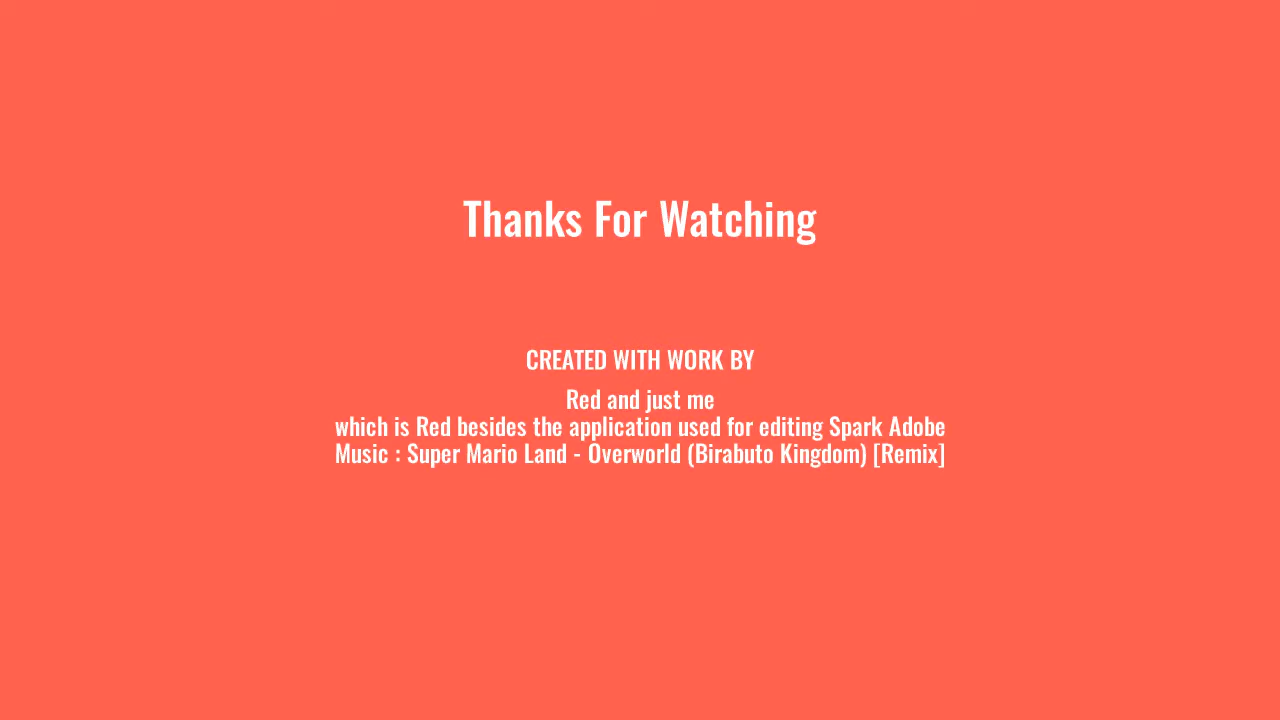 Thanks For Watching
CREATED WITH WORK BY
Red and just me
which is Red besides the application used for editing Spark Adobe
Music : Super Mario Land - Overworld (Birabuto Kingdom) [Remix]